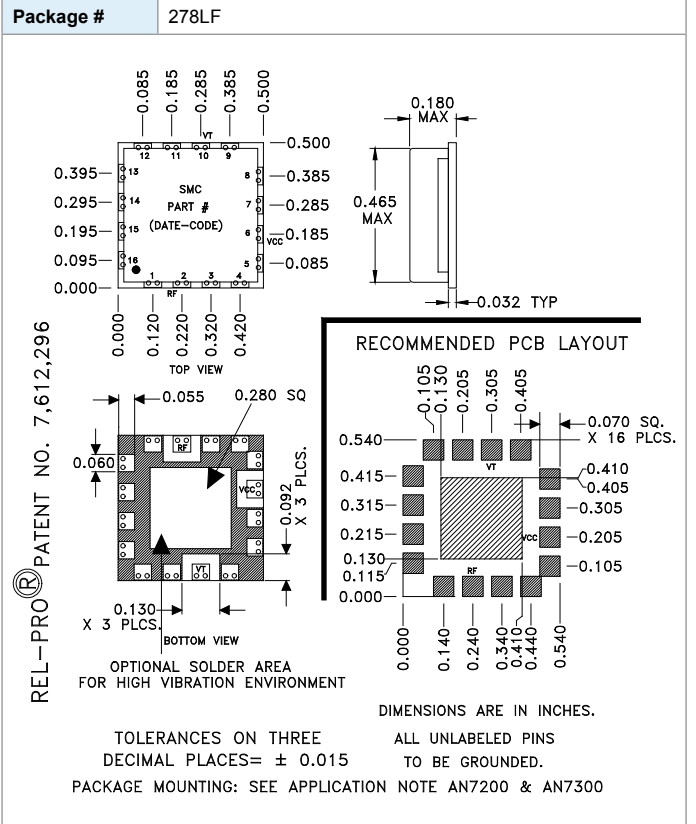 Package # 278LF
0.085 0.185 0.285 0.385 0.500
VT
12 11 10 9
0.500
0.395 13 8 0.385
0.295 14 7 0.285
0.195 15 6 0.185
VCC
0.095 16 5 0.085
0.000
SMC
PART #
(DATE-CODE)
1 2 3 4
RF
0.000 0.120 0.220 0.320 0.420
TOP VIEW
0.180
MAX
0.465
MAX
0.032 TYP
REL-PRO® PATENT NO. 7,612,296
0.055
0.280 SQ
0.060
RF
VCC
VT
0.092
X 3 PLCS.
0.130
X 3 PLCS.
BOTTOM VIEW
OPTIONAL SOLDER AREA
FOR HIGH VIBRATION ENVIRONMENT
RECOMMENDED PCB LAYOUT
0.105 0.130 0.205 0.305 0.405
0.070 SQ.
X 16 PLCS.
0.540
VT
0.415
0.315
0.215
0.130
0.115
0.000
0.410
0.405
0.305
VCC
0.205
0.105
RF
0.000 0.140 0.240 0.340 0.410 0.440 0.540
DIMENSIONS ARE IN INCHES.
TOLERANCES ON THREE
DECIMAL PLACES= ± 0.015
ALL UNLABELED PINS
TO BE GROUNDED.
PACKAGE MOUNTING: SEE APPLICATION NOTE AN7200 & AN7300